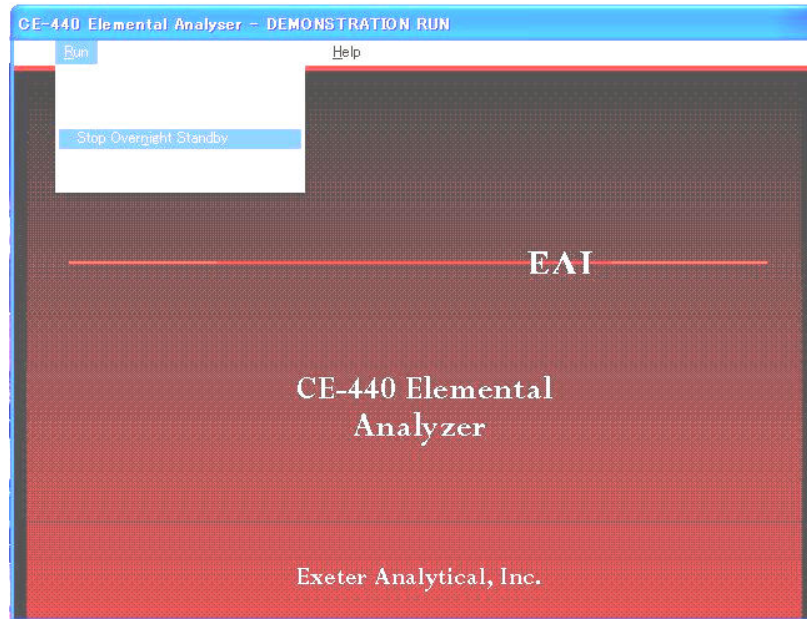 CE-440 Elemental Analyser - DEMONSTRATION RUN
Run Help
Stop Overnight Standby
EAI
CE-440 Elemental
Analyzer
Exeter Analytical, Inc.